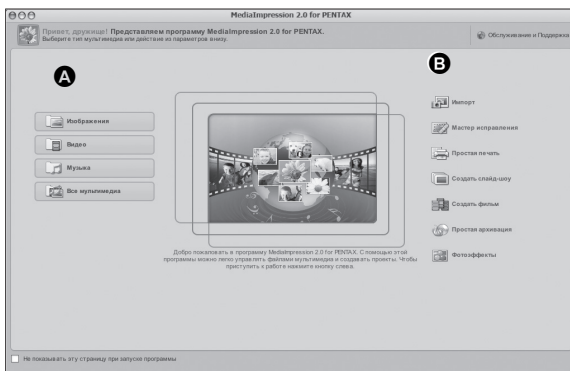 MediaImpression 2.0 for PENTAX
Привет, дружище! Представляем программу MediaImpression 2.0 for PENTAX.
Выберите тип мультимедиа или действие из параметров внизу.
Обслуживание и Поддержка
A
B
Изображения
Видео
Музыка
Все мультимедиа
Импорт
Мастер исправления
Простая печать
Создать слайд-шоу
Создать фильм
Простая архивация
Фотоэффекты
Добро пожаловать в программу MediaImpression 2.0 for PENTAX. С помощью этой
программы можно легко управлять файлами мультимедиа и создавать проекты. Чтобы
приступить к работе нажмите кнопку слева.
Не показывать эту страницу при запуске программы